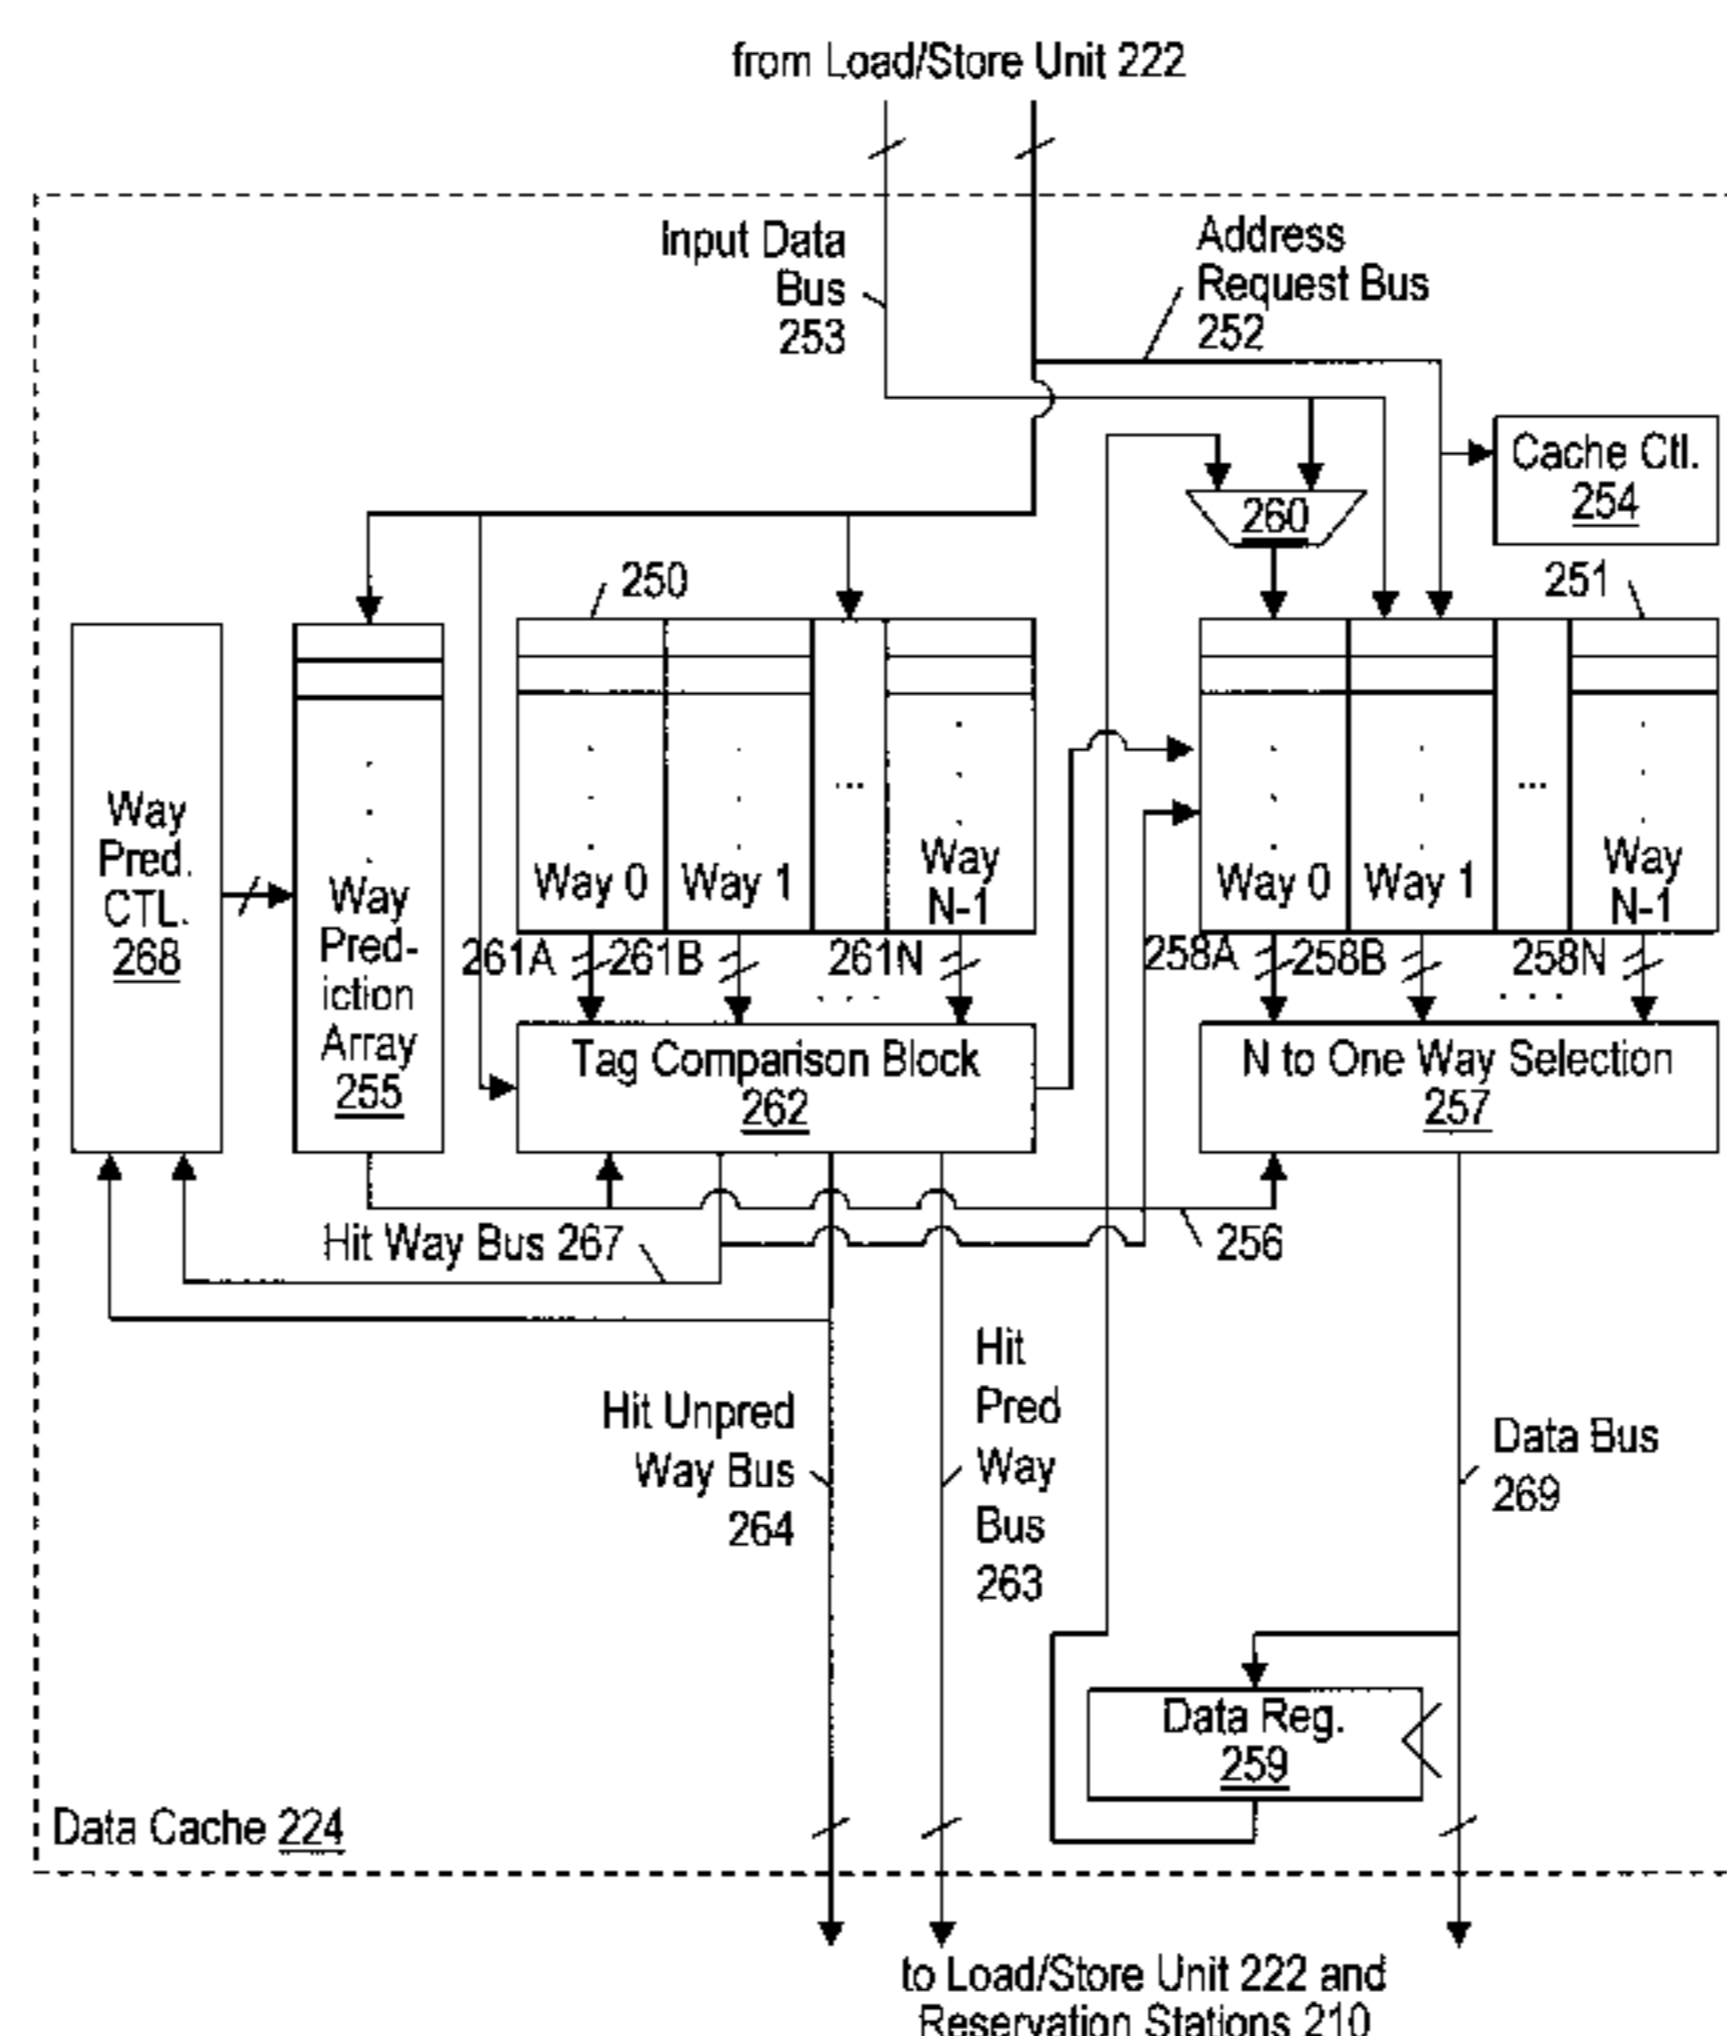 from Load/Store Unit 222
Input Data
Bus
253
Address
Request Bus
252
Cache Ctl.
254
260
250
251
Way
Pred.
CTL.
268
Way
Pred-
iction
Array
255
...
Way 0
Way 1
Way
N-1
...
Way 0
Way 1
Way
N-1
261A
261B
261N
258A
258B
258N
Tag Comparison Block
262
N to One Way Selection
257
Hit Way Bus 267
256
Hit Unpred
Way Bus
264
Hit
Pred
Way
Bus
263
Data Bus
269
Data Reg.
259
Data Cache 224
to Load/Store Unit 222 and
Reservation Stations 210